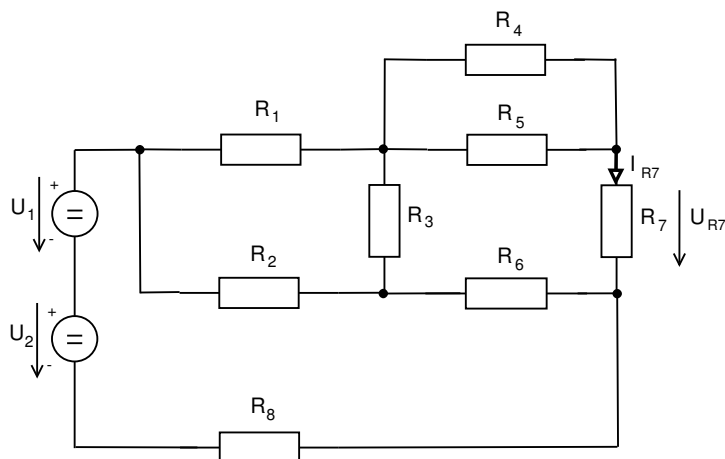 R4
R1
R5
+
U1
-
IR7
R3
R7
UR7
R2
R6
+
U2
-
R8